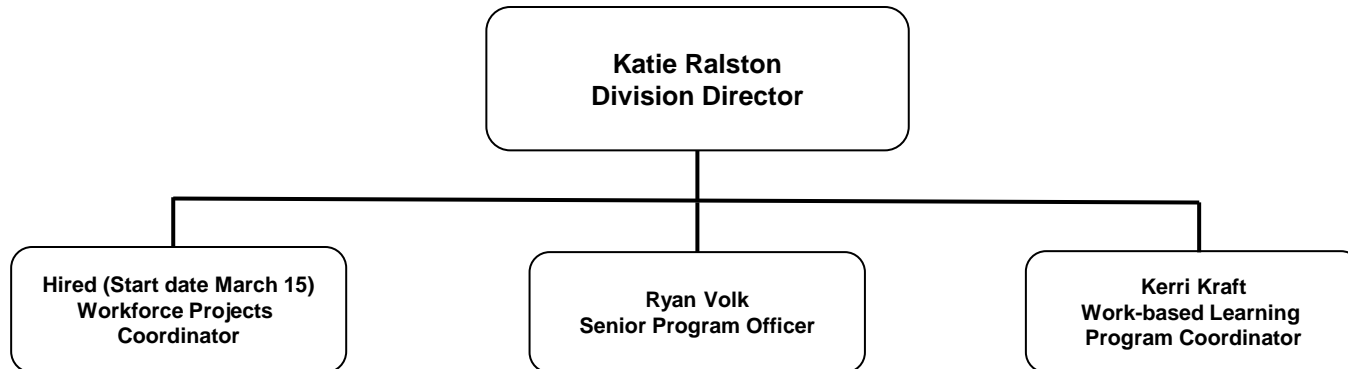 Katie Ralston
Division Director
Hired (Start date March 15)
Workforce Projects
Coordinator
Ryan Volk
Senior Program Officer
Kerri Kraft
Work-based Learning
Program Coordinator